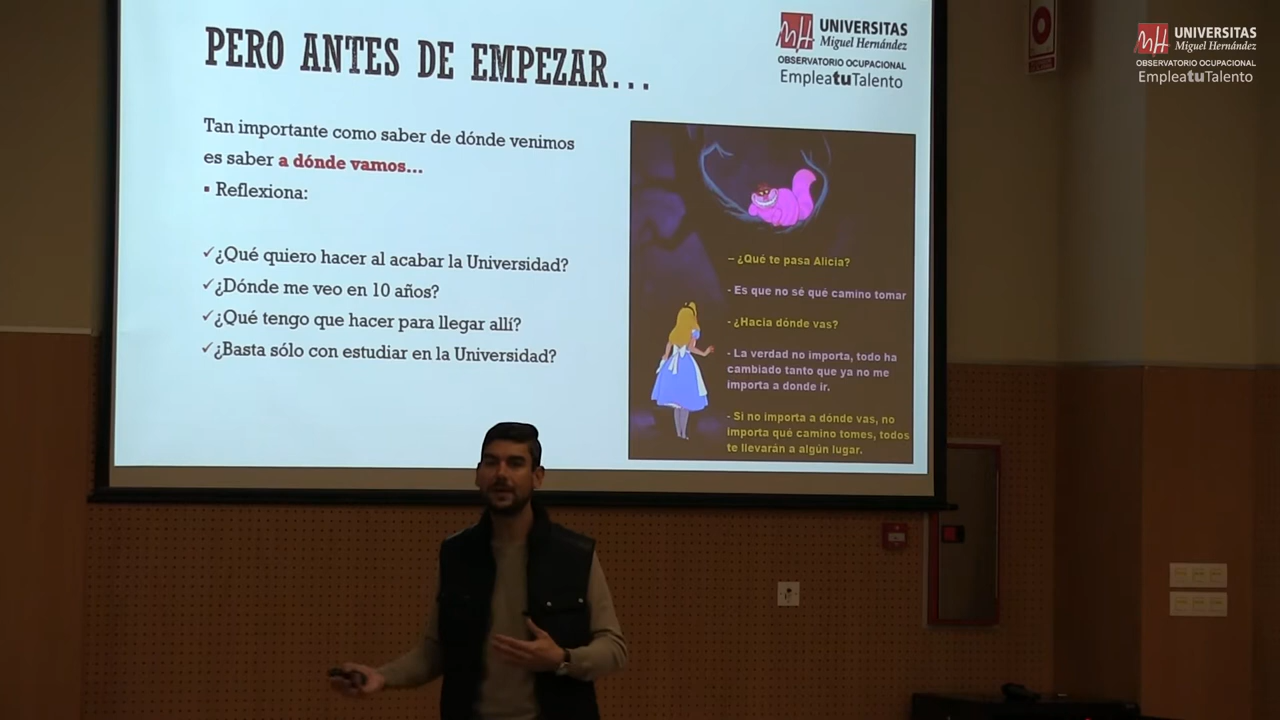 PERO ANTES DE EMPEZAR...
UNIVERSITAS
Miguel Hernández
OBSERVATORIO OCUPACIONAL
EmpleatuTalento
Tan importante como saber de dónde venimos
es saber a dónde vamos...
▪ Reflexiona:
✓¿Qué quiero hacer al acabar la Universidad?
✓¿Dónde me veo en 10 años?
✓¿Qué tengo que hacer para llegar allí?
✓¿Basta sólo con estudiar en la Universidad?
– ¿Qué te pasa Alicia?
- Es que no sé qué camino tomar
- ¿Hacia dónde vas?
- La verdad no importa, todo ha
cambiado tanto que ya no me
importa a donde ir.
- Si no importa a dónde vas, no
importa qué camino tomes, todos
te llevarán a algún lugar.
UNIVERSITAS
Miguel Hernández
OBSERVATORIO OCUPACIONAL
EmpleatuTalento